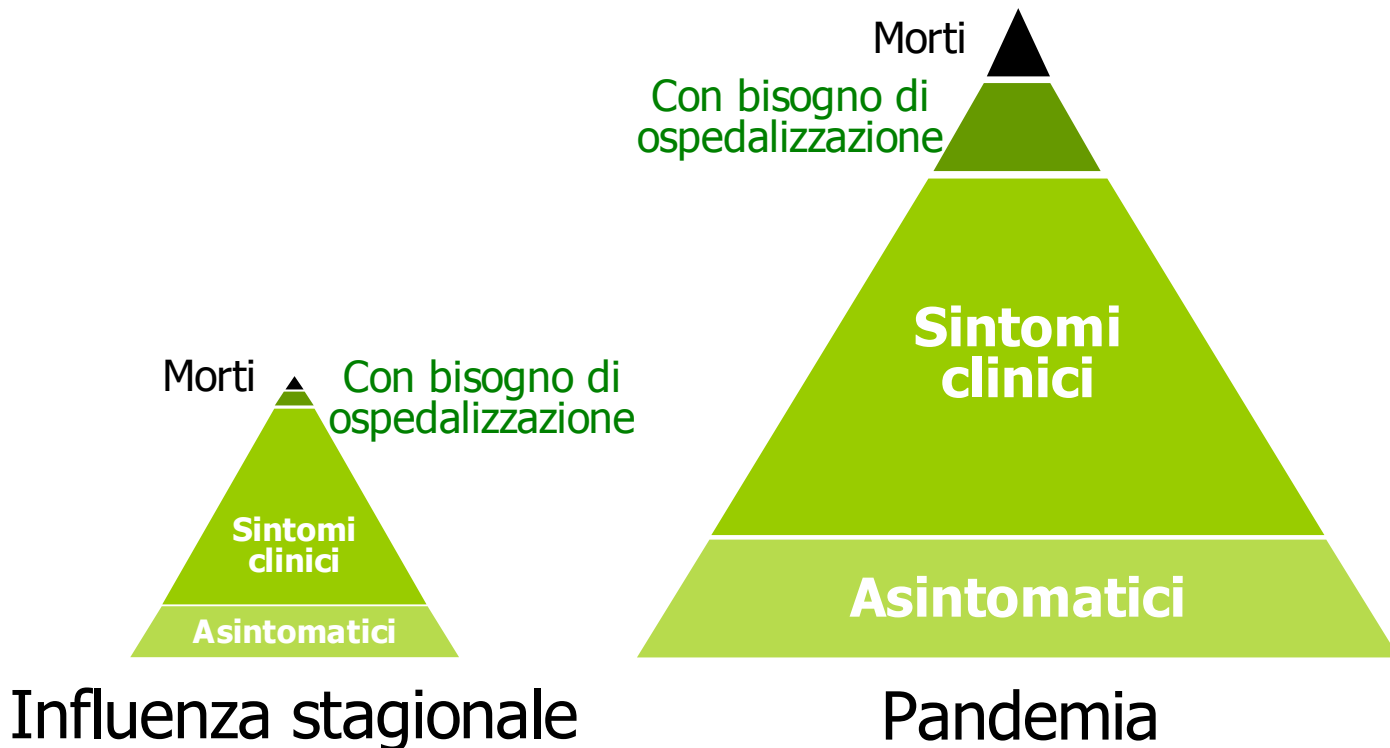 Morti
Con bisogno di
ospedalizzazione
Sintomi
clinici
Asintomatici
Influenza stagionale
Morti
Con bisogno di
ospedalizzazione
Sintomi
clinici
Asintomatici
Pandemia